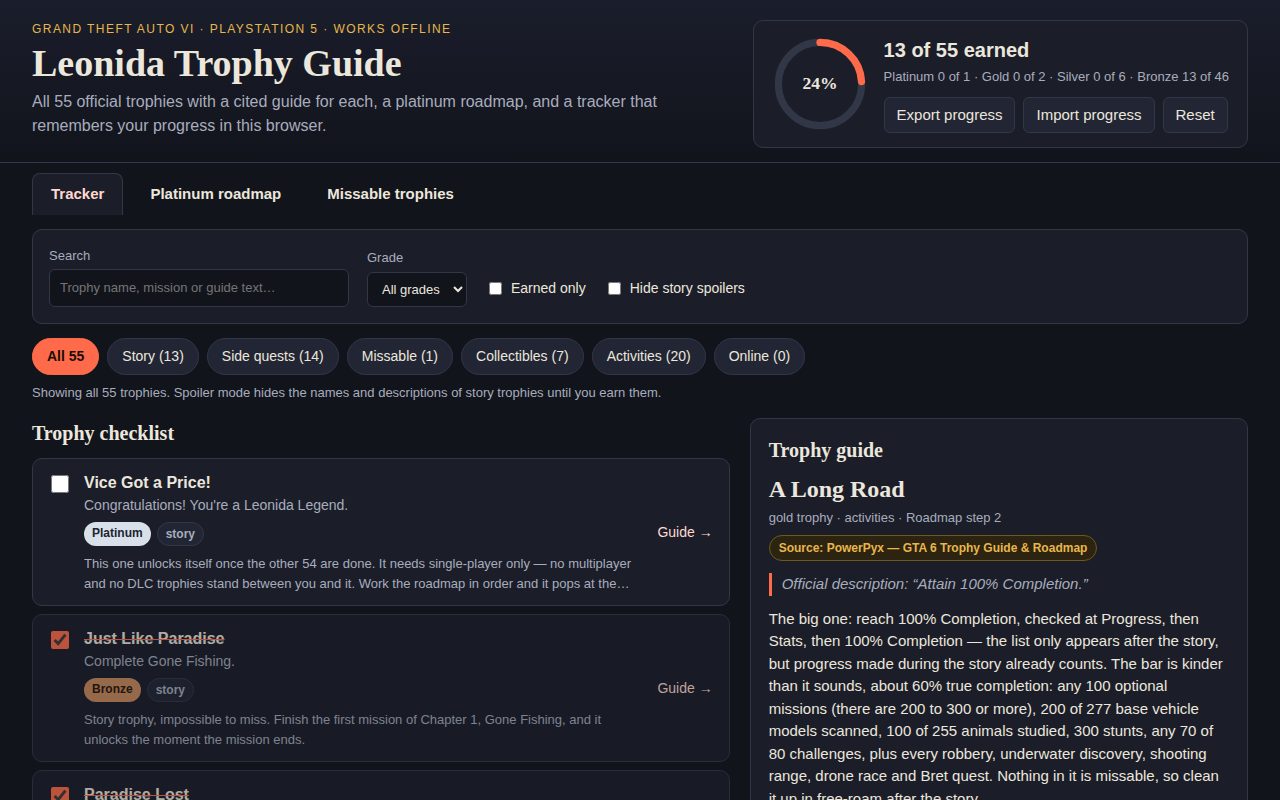 GRAND THEFT AUTO VI · PLAYSTATION 5 · WORKS OFFLINE
Leonida Trophy Guide
All 55 official trophies with a cited guide for each, a platinum roadmap, and a tracker that
remembers your progress in this browser.
24%
13 of 55 earned
Platinum 0 of 1 · Gold 0 of 2 · Silver 0 of 6 · Bronze 13 of 46
Export progress
Import progress
Reset
Tracker
Platinum roadmap
Missable trophies
Search
Trophy name, mission or guide text…
Grade
All grades
Earned only
Hide story spoilers
All 55
Story (13)
Side quests (14)
Missable (1)
Collectibles (7)
Activities (20)
Online (0)
Showing all 55 trophies. Spoiler mode hides the names and descriptions of story trophies until you earn them.
Trophy checklist
Vice Got a Price!
Congratulations! You're a Leonida Legend.
Platinum
story
Guide →
This one unlocks itself once the other 54 are done. It needs single-player only — no multiplayer
and no DLC trophies stand between you and it. Work the roadmap in order and it pops at the…
Just Like Paradise
Complete Gone Fishing.
Bronze
story
Guide →
Story trophy, impossible to miss. Finish the first mission of Chapter 1, Gone Fishing, and it
unlocks the moment the mission ends.
Paradise Lost
Trophy guide
A Long Road
gold trophy · activities · Roadmap step 2
Source: PowerPyx — GTA 6 Trophy Guide & Roadmap
Official description: “Attain 100% Completion.”
The big one: reach 100% Completion, checked at Progress, then
Stats, then 100% Completion — the list only appears after the story,
but progress made during the story already counts. The bar is kinder
than it sounds, about 60% true completion: any 100 optional
missions (there are 200 to 300 or more), 200 of 277 base vehicle
models scanned, 100 of 255 animals studied, 300 stunts, any 70 of
80 challenges, plus every robbery, underwater discovery, shooting
range, drone race and Bret quest. Nothing in it is missable, so clean
it up in free-roam after the story.